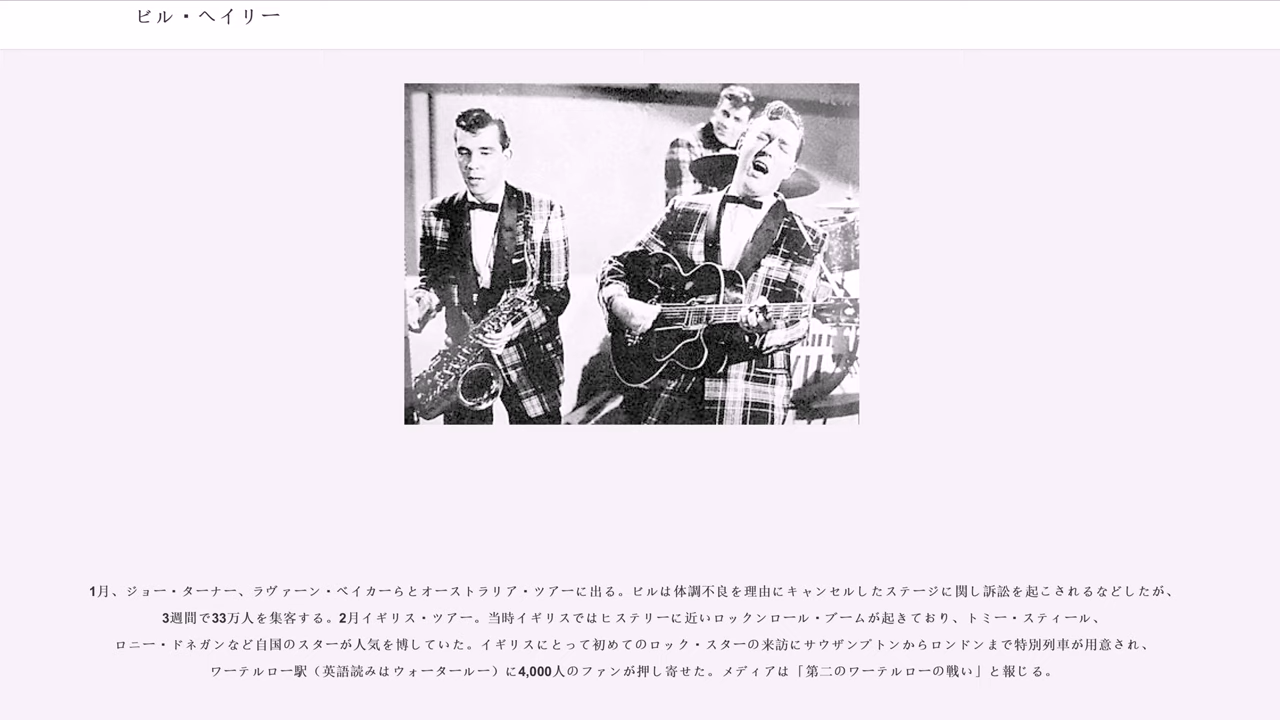 ビル・ヘイリー
1月、ジョー・ターナー、ラヴァーン・ベイカーらとオーストラリア・ツアーに出る。ビルは体調不良を理由にキャンセルしたステージに関し訴訟を起こされるなどしたが、
3週間で33万人を集客する。2月イギリス・ツアー。当時イギリスではヒステリーに近いロックンロール・ブームが起きており、トミー・スティール、
ロニー・ドネガンなど自国のスターが人気を博していた。イギリスにとって初めてのロック・スターの来訪にサウザンプトンからロンドンまで特別列車が用意され、
ワーテルロー駅（英語読みはウォータールー）に4,000人のファンが押し寄せた。メディアは「第二のワーテルローの戦い」と報じる。